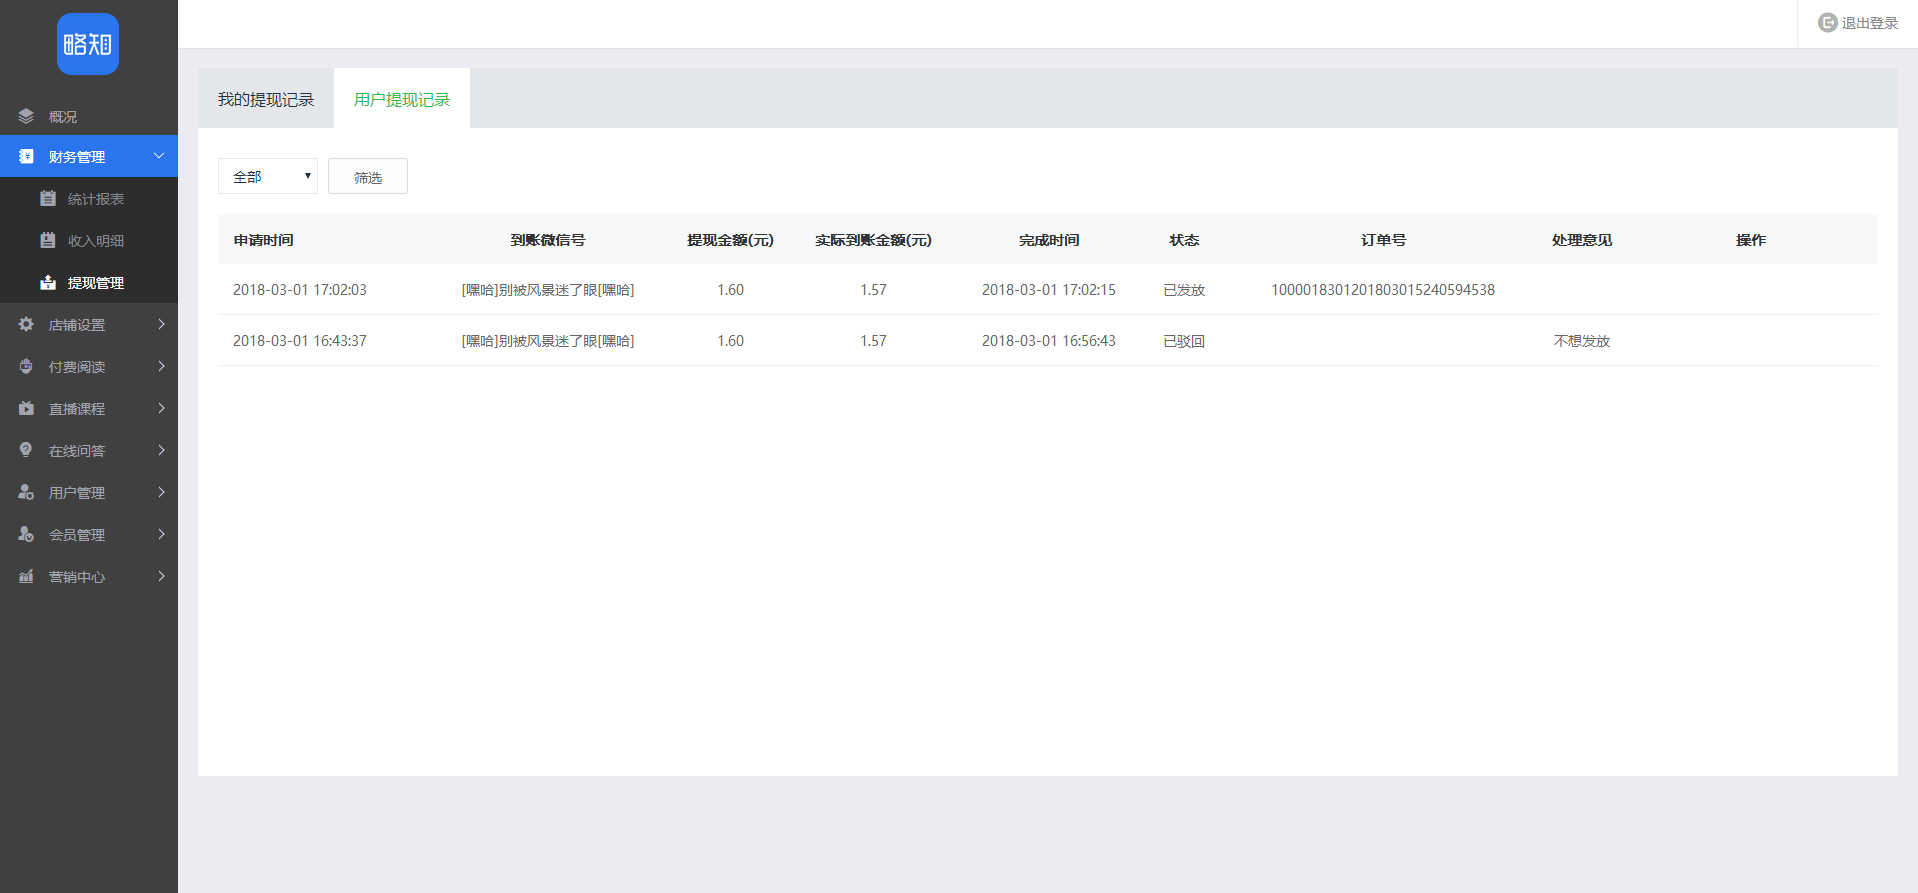 略知
退出登录
概况
财务管理
统计报表
收入明细
提现管理
店铺设置
付费阅读
直播课程
在线问答
用户管理
会员管理
营销中心
我的提现记录 用户提现记录
全部 筛选
申请时间 到账微信号 提现金额(元) 实际到账金额(元) 完成时间 状态 订单号 处理意见 操作
2018-03-01 17:02:03 [嘿哈]别被风景迷了眼[嘿哈] 1.60 1.57 2018-03-01 17:02:15 已发放 1000018301201803015240594538
2018-03-01 16:43:37 [嘿哈]别被风景迷了眼[嘿哈] 1.60 1.57 2018-03-01 16:56:43 已驳回 不想发放